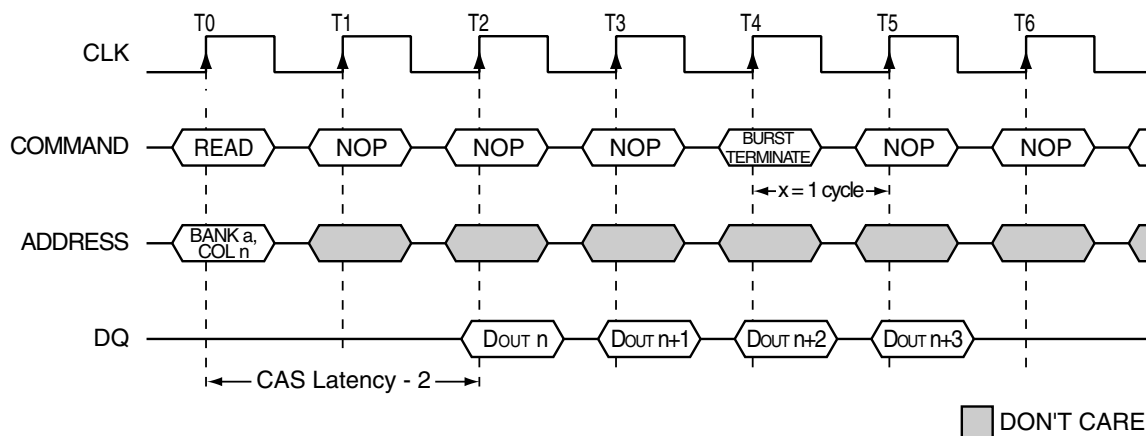 T0 T1 T2 T3 T4 T5 T6
CLK
COMMAND READ NOP NOP NOP BURST TERMINATE NOP NOP
x = 1 cycle
ADDRESS BANK a, COL n
DQ DOUT n DOUT n+1 DOUT n+2 DOUT n+3
CAS Latency - 2
DON'T CARE